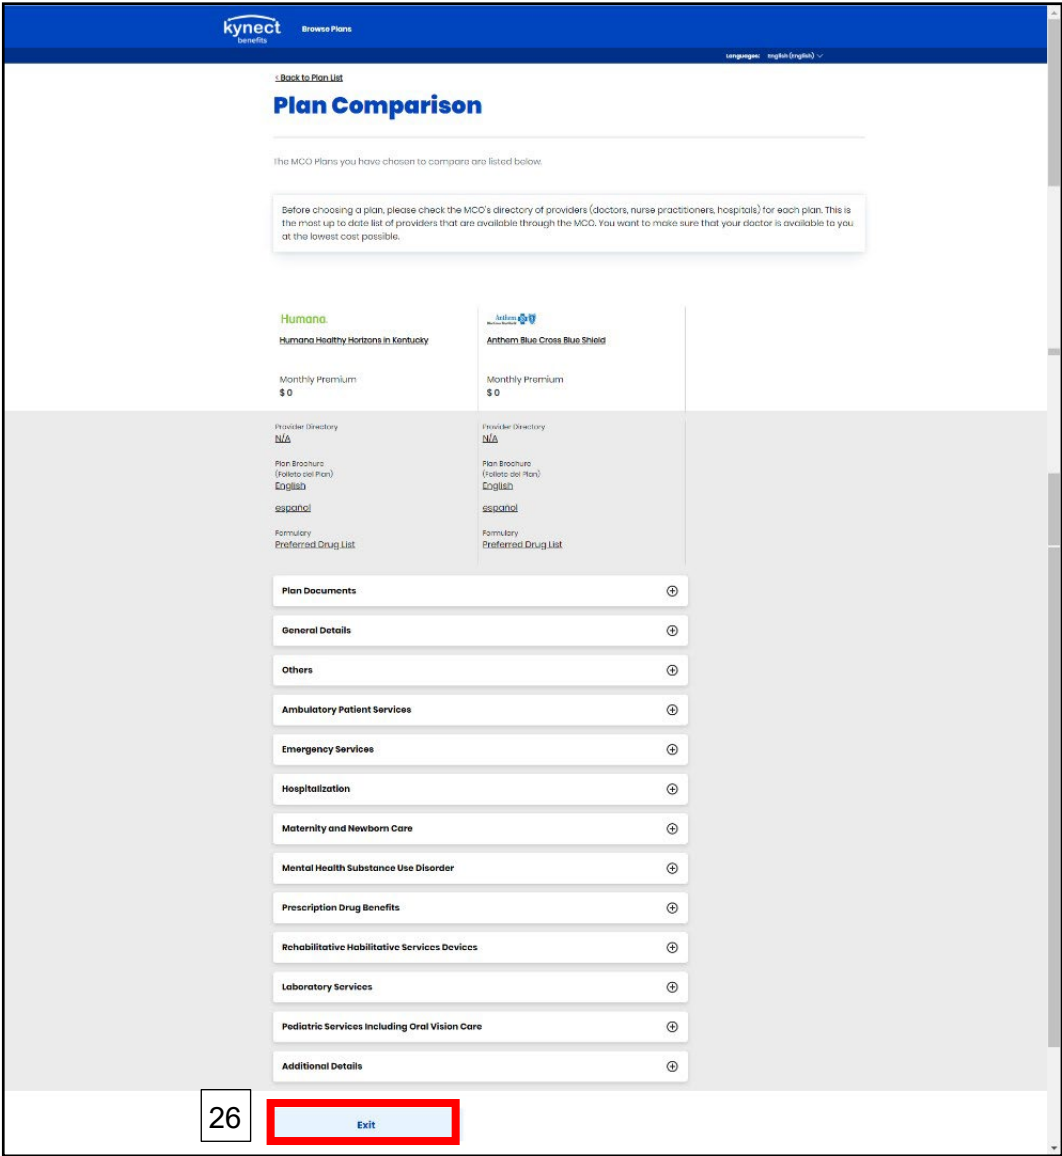 kynect
benefits
Browse Plans
Languages: English (English)
< Back to Plan List
Plan Comparison
The MCO Plans you have chosen to compare are listed below.
Before choosing a plan, please check the MCO's directory of providers (doctors, nurse practitioners, hospitals) for each plan. This is
the most up to date list of providers that are available through the MCO. You want to make sure that your doctor is available to you
at the lowest cost possible.
Humana.
Humana Healthy Horizons in Kentucky
Monthly Premium
$ 0
Anthem
Anthem Blue Cross Blue Shield
Monthly Premium
$ 0
Provider Directory
N/A
Plan Brochure
(Folleto del Plan)
English
español
Formulary
Preferred Drug List
Provider Directory
N/A
Plan Brochure
(Folleto del Plan)
English
español
Formulary
Preferred Drug List
Plan Documents
General Details
Others
Ambulatory Patient Services
Emergency Services
Hospitalization
Maternity and Newborn Care
Mental Health Substance Use Disorder
Prescription Drug Benefits
Rehabilitative Habilitative Services Devices
Laboratory Services
Pediatric Services Including Oral Vision Care
Additional Details
26
Exit